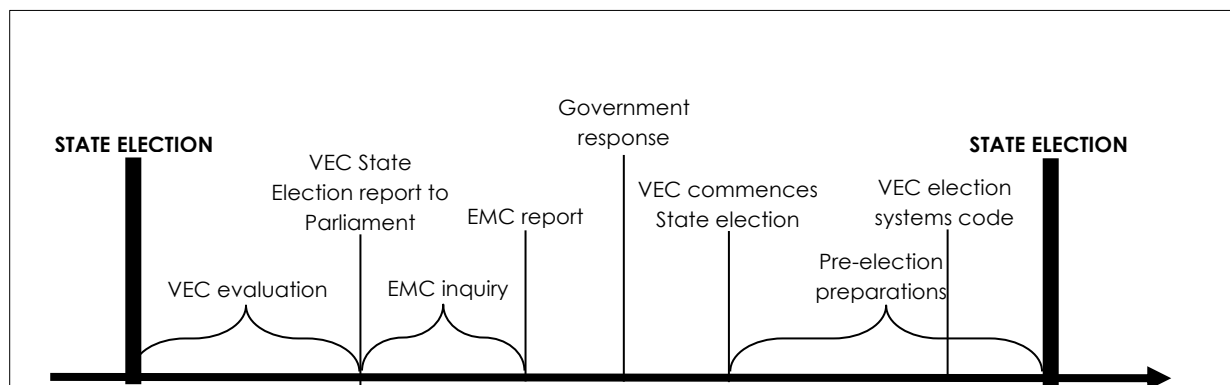 STATE ELECTION
VEC State
Election report to
Parliament
EMC report
Government
response
VEC commences
State election
VEC election
systems code
STATE ELECTION
VEC evaluation
EMC inquiry
Pre-election
preparations